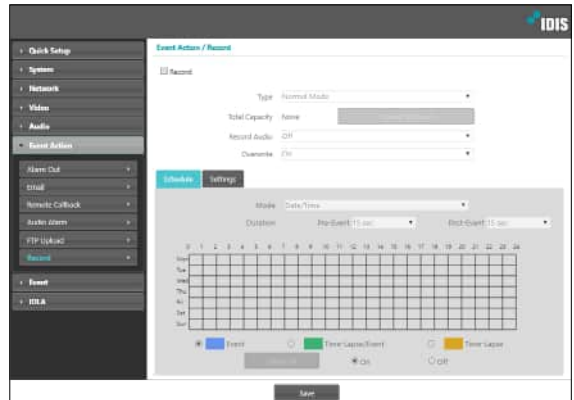 IDIS
Quick Setup
System
Network
Video
Audio
Event Action
Alarm Out
Email
Remote Callback
Audio Alarm
FTP Upload
Record
Event
IDLA
Event Action / Record
Record
Type Normal Mode
Total Capacity None
Record Audio Off
Overwrite On
Schedule Settings
Mode Date/Time
Duration Pre-Event 15 sec Post-Event 15 sec
0 1 2 3 4 5 6 7 8 9 10 11 12 13 14 15 16 17 18 19 20 21 22 23 24
Mon
Tue
Wed
Thu
Fri
Sat
Sun
Event Time Lapse/Event Time Lapse
On Off
Save